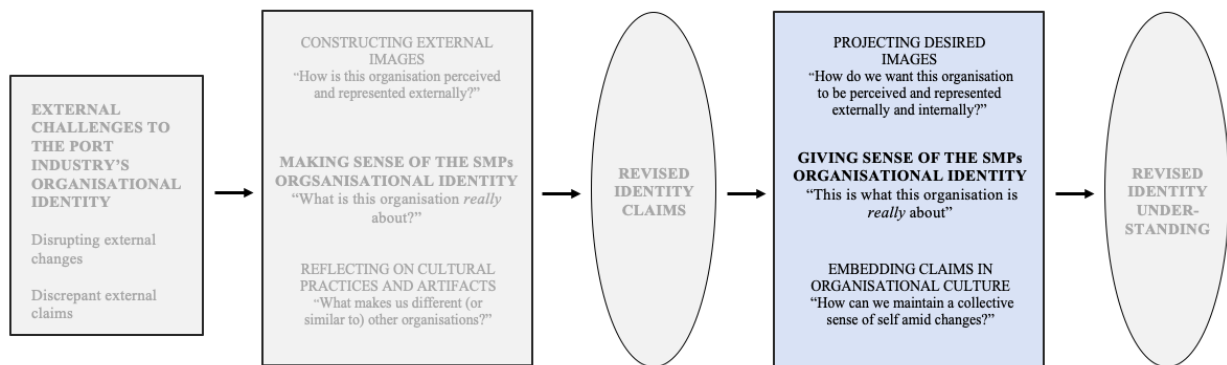 EXTERNAL
CHALLENGES TO
THE PORT
INDUSTRY'S
ORGANISATIONAL
IDENTITY
Disrupting external
changes
Discrepant external
claims
CONSTRUCTING EXTERNAL
IMAGES
“How is this organisation perceived
and represented externally?”
MAKING SENSE OF THE SMPs
ORGSANISATIONAL IDENTITY
“What is this organisation really
about?”
REFLECTING ON CULTURAL
PRACTICES AND ARTIFACTS
“What makes us different (or
similar to) other organisations?”
REVISED
IDENTITY
CLAIMS
PROJECTING DESIRED
IMAGES
“How do we want this organisation
to be perceived and represented
externally and internally?”
GIVING SENSE OF THE SMPs
ORGANISATIONAL IDENTITY
“This is what this organisation is
really about”
EMBEDDING CLAIMS IN
ORGANISATIONAL CULTURE
“How can we maintain a collective
sense of self amid changes?”
REVISED
IDENTITY
UNDER-
STANDING